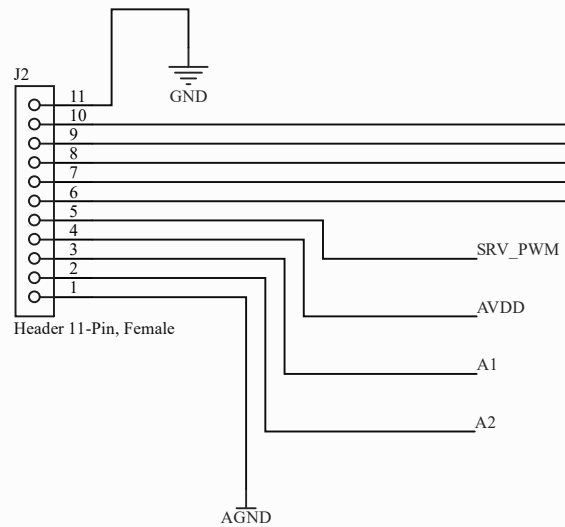 J2
11
GND
10
9
8
7
6
5
4
3
2
1
SRV_PWM
AVDD
Header 11-Pin, Female
A1
A2
AGND